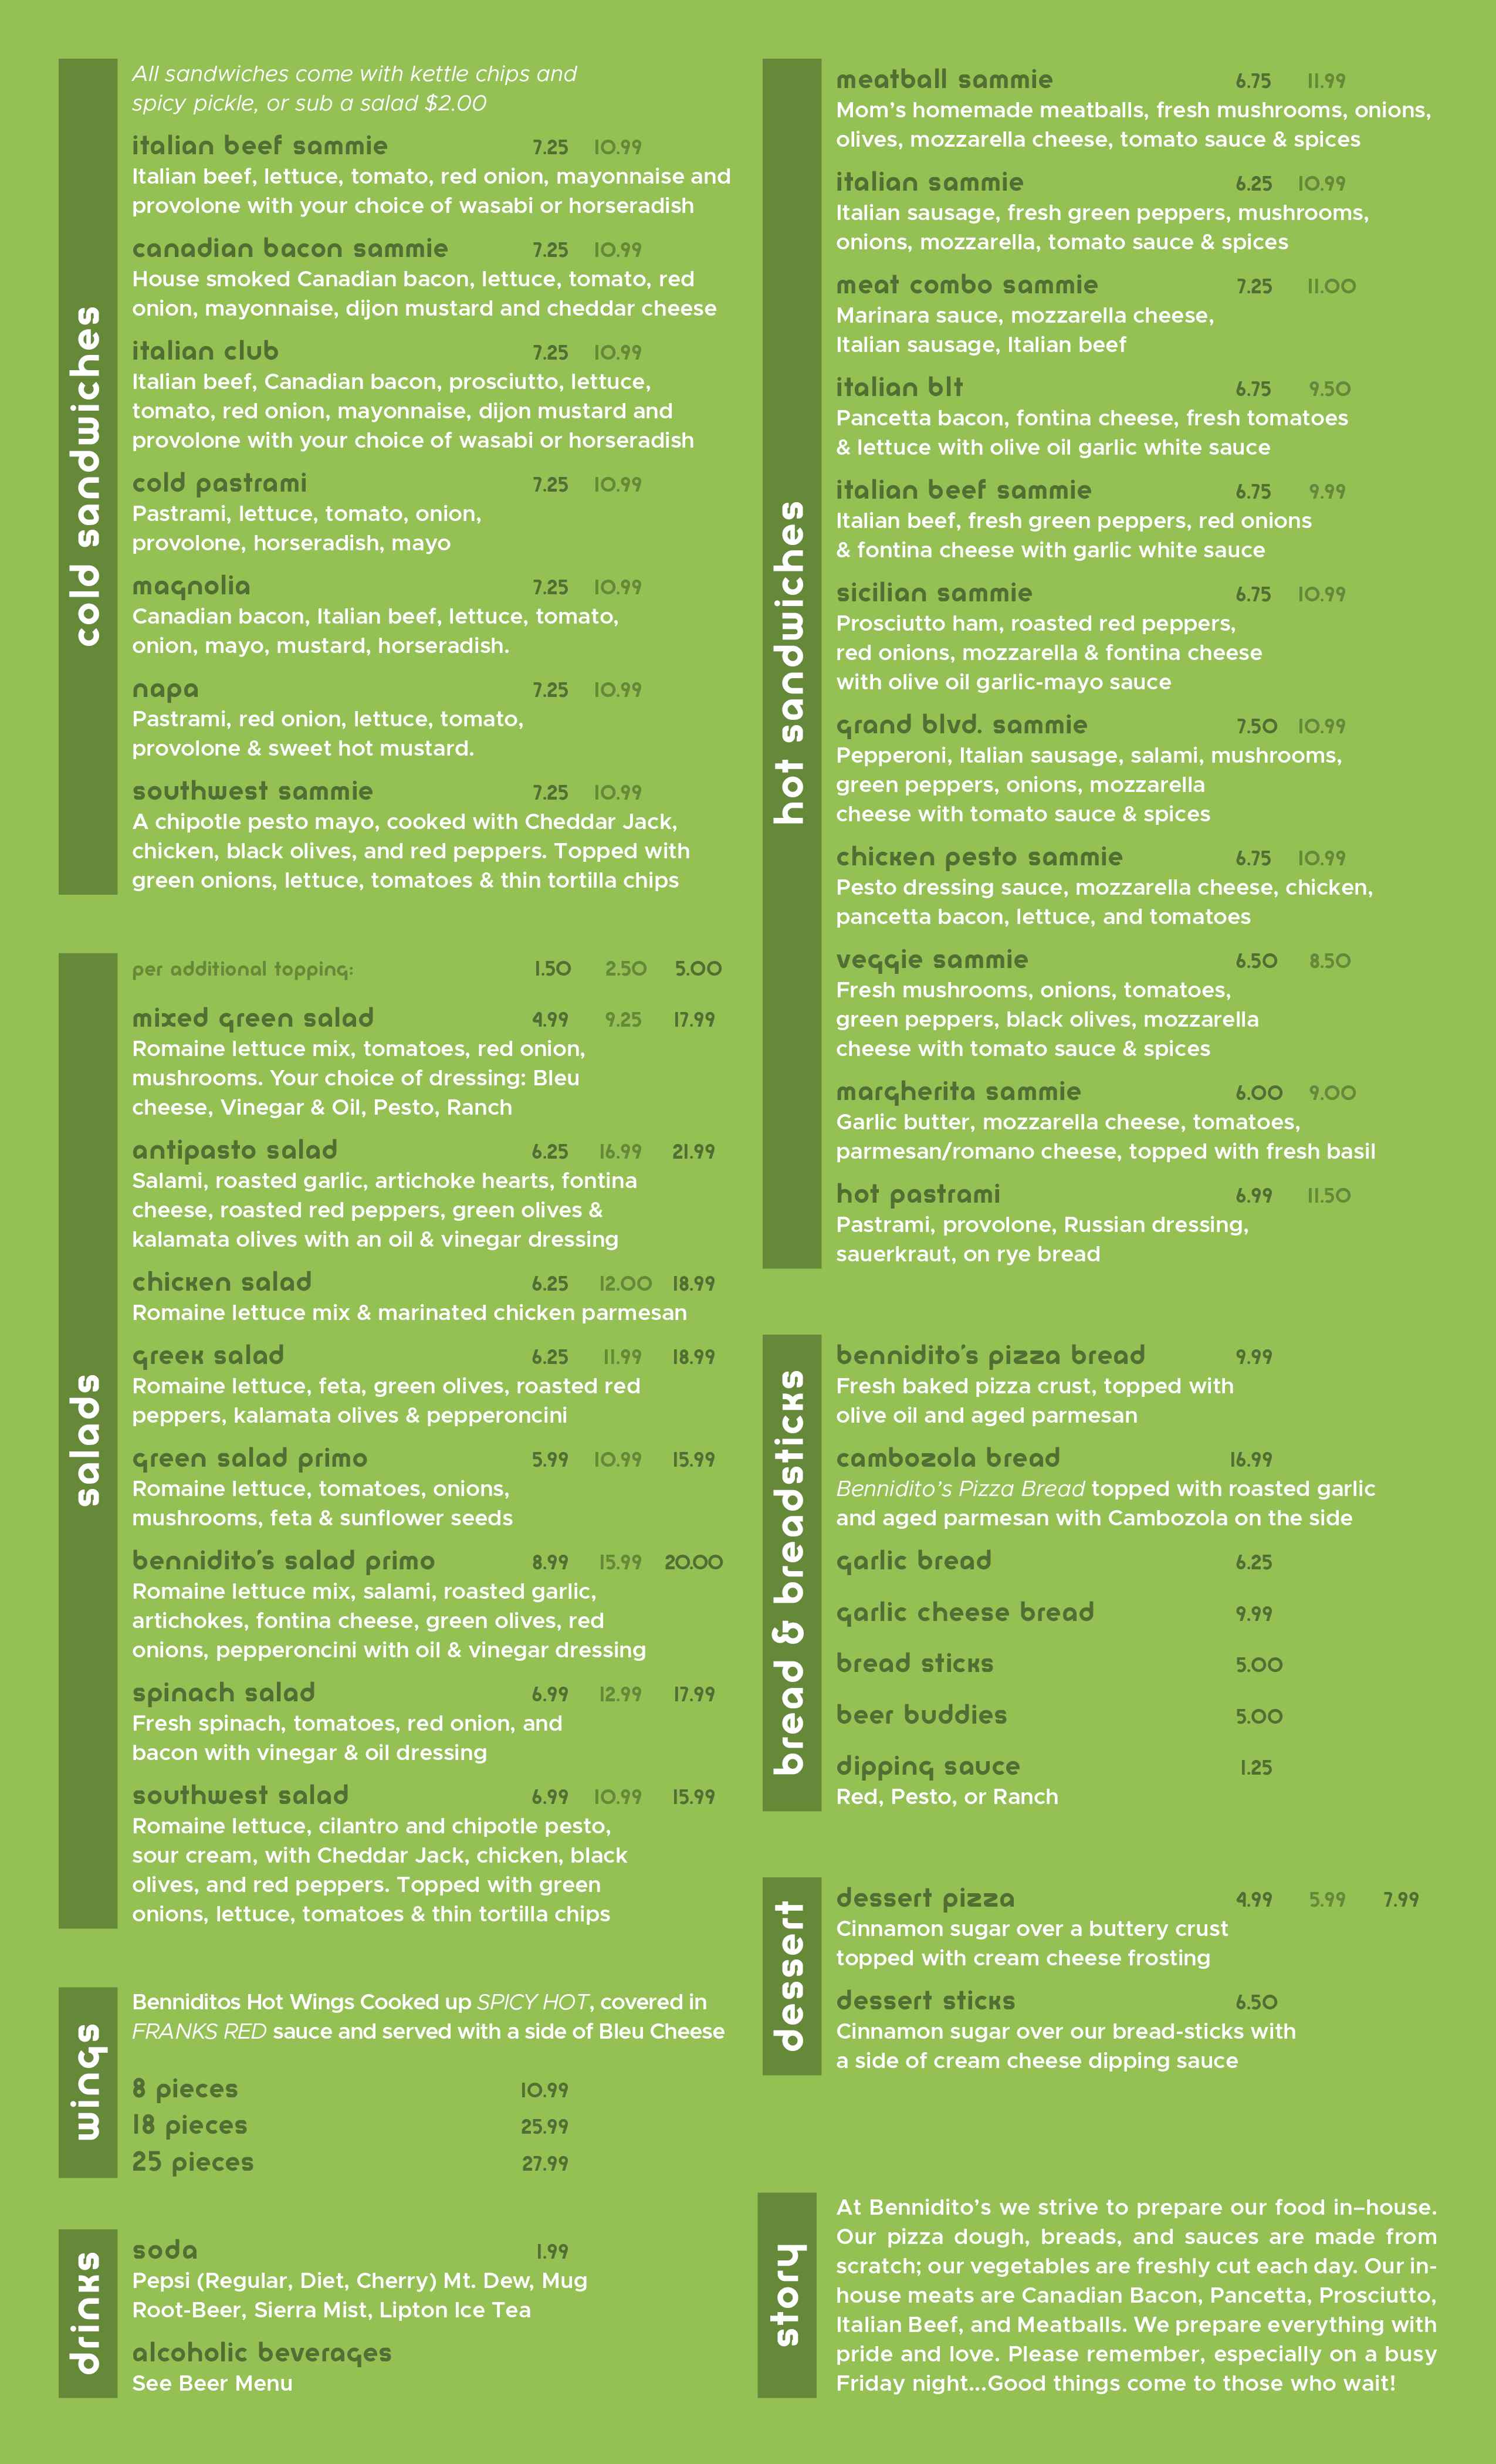 cold sandwiches
All sandwiches come with kettle chips and
spicy pickle, or sub a salad $2.00
italian beef sammie 7.25 10.99
Italian beef, lettuce, tomato, red onion, mayonnaise and
provolone with your choice of wasabi or horseradish
canadian bacon sammie 7.25 10.99
House smoked Canadian bacon, lettuce, tomato, red
onion, mayonnaise, dijon mustard and cheddar cheese
italian club 7.25 10.99
Italian beef, Canadian bacon, prosciutto, lettuce,
tomato, red onion, mayonnaise, dijon mustard and
provolone with your choice of wasabi or horseradish
cold pastrami 7.25 10.99
Pastrami, lettuce, tomato, onion,
provolone, horseradish, mayo
magnolia 7.25 10.99
Canadian bacon, Italian beef, lettuce, tomato,
onion, mayo, mustard, horseradish.
napa 7.25 10.99
Pastrami, red onion, lettuce, tomato,
provolone & sweet hot mustard.
southwest sammie 7.25 10.99
A chipotle pesto mayo, cooked with Cheddar Jack,
chicken, black olives, and red peppers. Topped with
green onions, lettuce, tomatoes & thin tortilla chips
salads
per additional topping: 1.50 2.50 5.00
mixed green salad 4.99 9.25 17.99
Romaine lettuce mix, tomatoes, red onion,
mushrooms. Your choice of dressing: Bleu
cheese, Vinegar & Oil, Pesto, Ranch
antipasto salad 6.25 16.99 21.99
Salami, roasted garlic, artichoke hearts, fontina
cheese, roasted red peppers, green olives &
kalamata olives with an oil & vinegar dressing
chicken salad 6.25 12.00 18.99
Romaine lettuce mix & marinated chicken parmesan
greek salad 6.25 11.99 18.99
Romaine lettuce, feta, green olives, roasted red
peppers, kalamata olives & pepperoncini
green salad primo 5.99 10.99 15.99
Romaine lettuce, tomatoes, onions,
mushrooms, feta & sunflower seeds
bennidito's salad primo 8.99 15.99 20.00
Romaine lettuce mix, salami, roasted garlic,
artichokes, fontina cheese, green olives, red
onions, pepperoncini with oil & vinegar dressing
spinach salad 6.99 12.99 17.99
Fresh spinach, tomatoes, red onion, and
bacon with vinegar & oil dressing
southwest salad 6.99 10.99 15.99
Romaine lettuce, cilantro and chipotle pesto,
sour cream, with Cheddar Jack, chicken, black
olives, and red peppers. Topped with green
onions, lettuce, tomatoes & thin tortilla chips
wings
Benniditos Hot Wings Cooked up SPICY HOT, covered in
FRANKS RED sauce and served with a side of Bleu Cheese
8 pieces 10.99
18 pieces 25.99
25 pieces 27.99
drinks
soda 1.99
Pepsi (Regular, Diet, Cherry) Mt. Dew, Mug
Root-Beer, Sierra Mist, Lipton Ice Tea
alcoholic beverages
See Beer Menu
hot sandwiches
meatball sammie 6.75 11.99
Mom's homemade meatballs, fresh mushrooms, onions,
olives, mozzarella cheese, tomato sauce & spices
italian sammie 6.25 10.99
Italian sausage, fresh green peppers, mushrooms,
onions, mozzarella, tomato sauce & spices
meat combo sammie 7.25 11.00
Marinara sauce, mozzarella cheese,
Italian sausage, Italian beef
italian blt 6.75 9.50
Pancetta bacon, fontina cheese, fresh tomatoes
& lettuce with olive oil garlic white sauce
italian beef sammie 6.75 9.99
Italian beef, fresh green peppers, red onions
& fontina cheese with garlic white sauce
sicilian sammie 6.75 10.99
Prosciutto ham, roasted red peppers,
red onions, mozzarella & fontina cheese
with olive oil garlic-mayo sauce
grand blvd. sammie 7.50 10.99
Pepperoni, Italian sausage, salami, mushrooms,
green peppers, onions, mozzarella
cheese with tomato sauce & spices
chicken pesto sammie 6.75 10.99
Pesto dressing sauce, mozzarella cheese, chicken,
pancetta bacon, lettuce, and tomatoes
veggie sammie 6.50 8.50
Fresh mushrooms, onions, tomatoes,
green peppers, black olives, mozzarella
cheese with tomato sauce & spices
margherita sammie 6.00 9.00
Garlic butter, mozzarella cheese, tomatoes,
parmesan/romano cheese, topped with fresh basil
hot pastrami 6.99 11.50
Pastrami, provolone, Russian dressing,
sauerkraut, on rye bread
bread & breadsticks
bennidito's pizza bread 9.99
Fresh baked pizza crust, topped with
olive oil and aged parmesan
cambozola bread 16.99
Bennidito's Pizza Bread topped with roasted garlic
and aged parmesan with Cambozola on the side
garlic bread 6.25
garlic cheese bread 9.99
bread sticks 5.00
beer buddies 5.00
dipping sauce 1.25
Red, Pesto, or Ranch
dessert
dessert pizza 4.99 5.99 7.99
Cinnamon sugar over a buttery crust
topped with cream cheese frosting
dessert sticks 6.50
Cinnamon sugar over our bread-sticks with
a side of cream cheese dipping sauce
story
At Bennidito's we strive to prepare our food in–house.
Our pizza dough, breads, and sauces are made from
scratch; our vegetables are freshly cut each day. Our in-
house meats are Canadian Bacon, Pancetta, Prosciutto,
Italian Beef, and Meatballs. We prepare everything with
pride and love. Please remember, especially on a busy
Friday night...Good things come to those who wait!